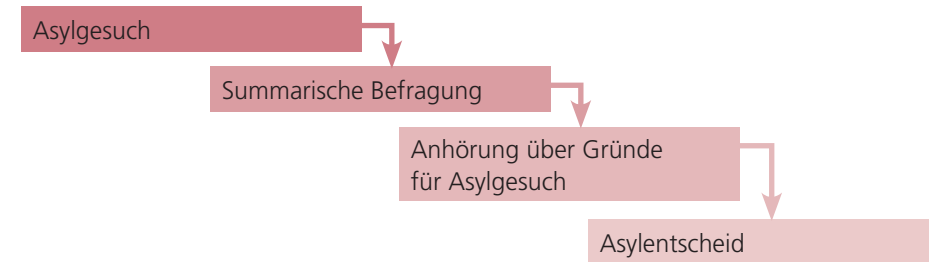 Asylgesuch
Summarische Befragung
Anhörung über Gründe
für Asylgesuch
Asylentscheid